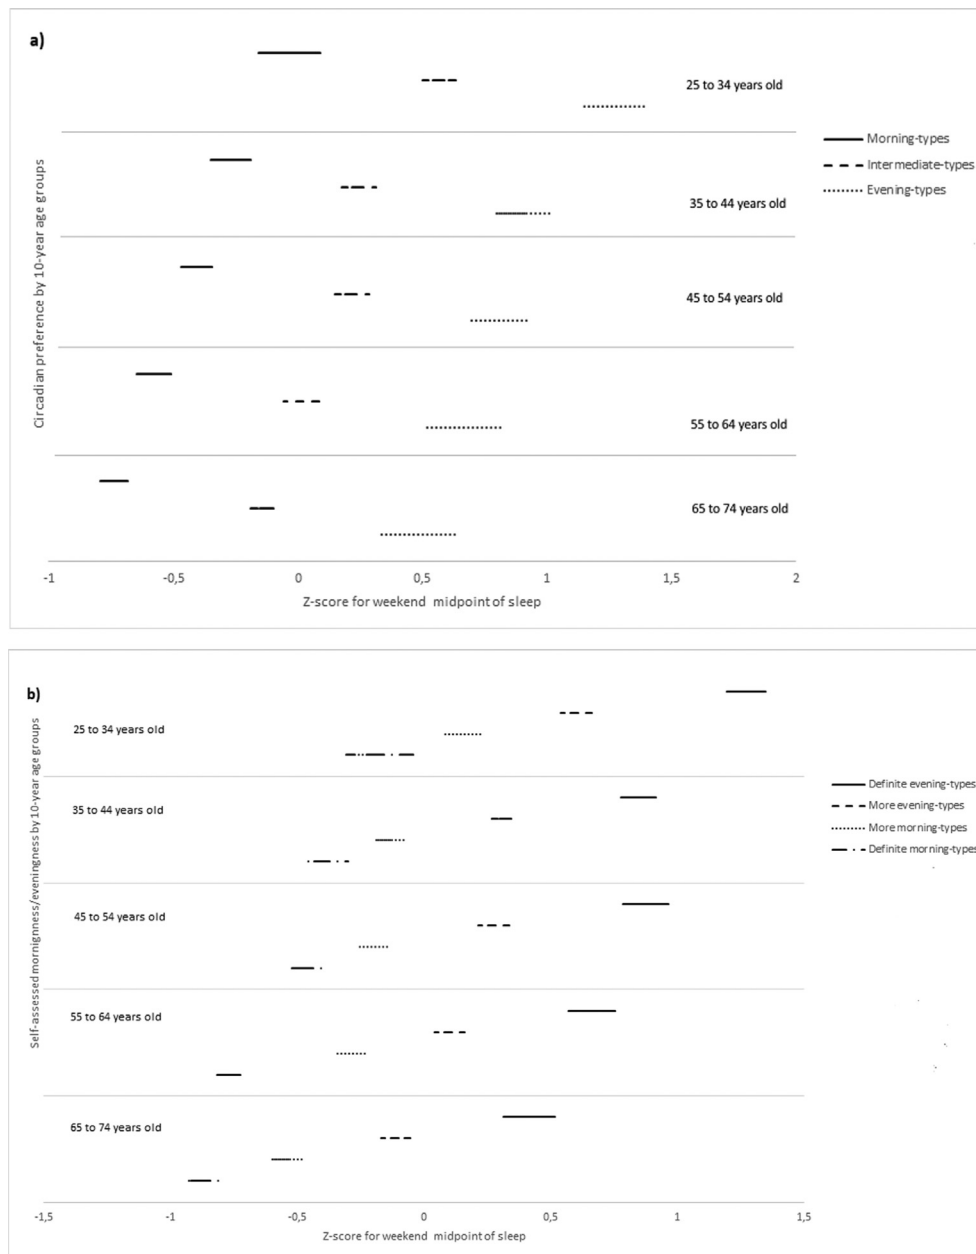 a)
25 to 34 years old
Morning-types
Intermediate-types
Evening-types
35 to 44 years old
45 to 54 years old
55 to 64 years old
65 to 74 years old
Circadian preference by 10-year age groups
-1 -0,5 0 0,5 1 1,5 2
Z-score for weekend midpoint of sleep
b)
25 to 34 years old
Definite evening-types
More evening-types
More morning-types
Definite morning-types
35 to 44 years old
45 to 54 years old
55 to 64 years old
65 to 74 years old
Self-assessed mornignness/eveningness by 10-year age groups
-1,5 -1 -0,5 0 0,5 1 1,5
Z-score for weekend midpoint of sleep